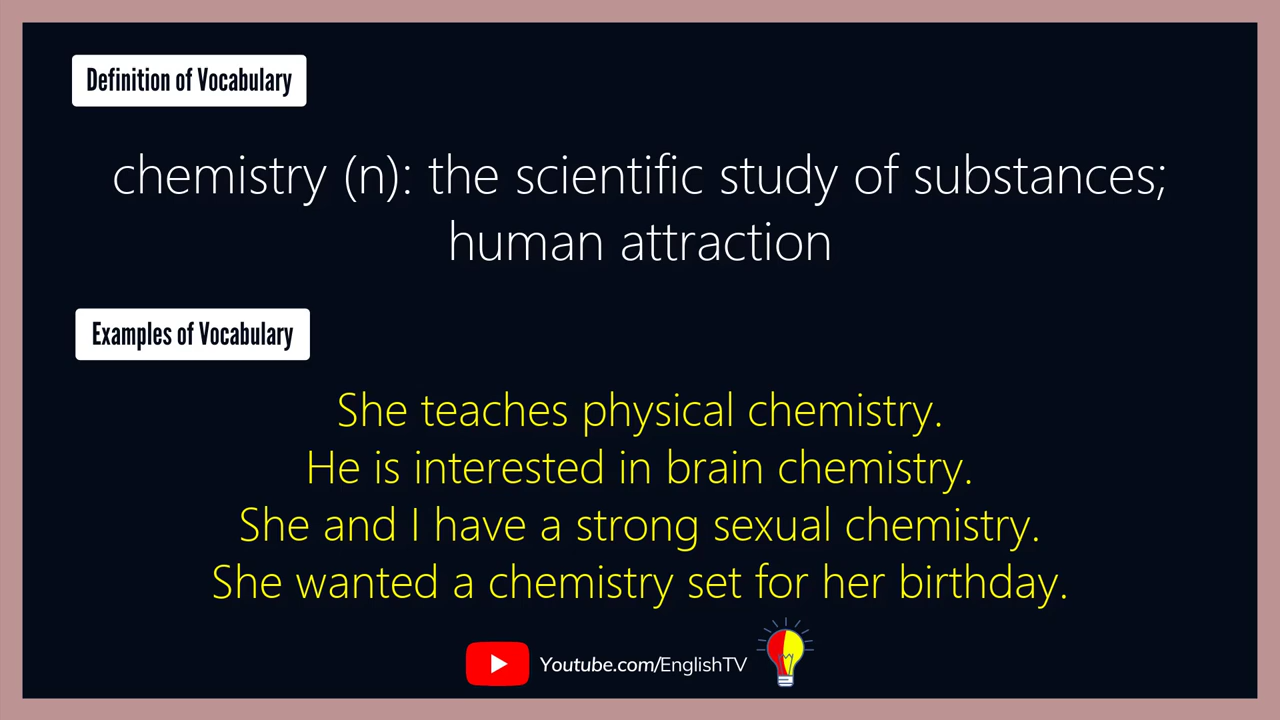 Definition of Vocabulary
chemistry (n): the scientific study of substances;
human attraction
Examples of Vocabulary
She teaches physical chemistry.
He is interested in brain chemistry.
She and I have a strong sexual chemistry.
She wanted a chemistry set for her birthday.
Youtube.com/EnglishTV